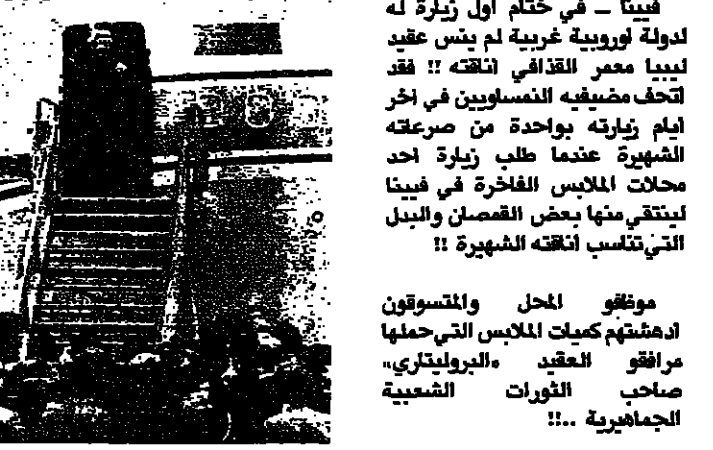 فيينا – في ختام اول زيارة له
لدولة اوروبية غربية لم ينس عقيد
ليبيا معمر القذافي اناقته !! فقد
اتحف مضيفيه النمساويين في اخر
ايام زيارته بواحدة من صرعاته
الشهيرة عندما طلب زيارة احد
محلات الملابس الفاخرة في فيينا
لينتقي منها بعض القمصان والبدل
التي تناسب اناقته الشهيرة !!
موظفو المحل والمتسوقون
ادهشتهم كميات الملابس التي حملها
مرافقو العقيد «البروليتاري»
صاحب الثورات الشعبية
الجماهيرية ..!!